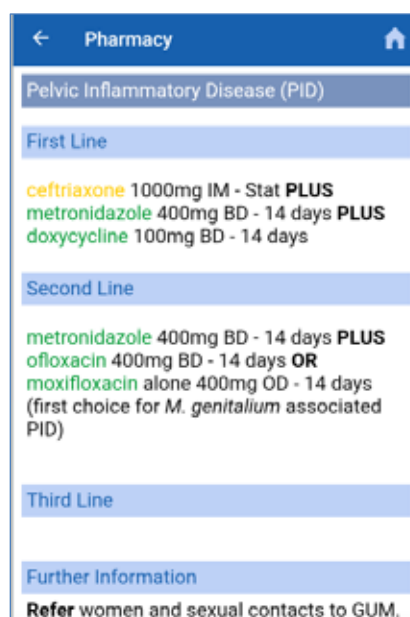 Pharmacy
Pelvic Inflammatory Disease (PID)
First Line
ceftriaxone 1000mg IM - Stat PLUS
metronidazole 400mg BD - 14 days PLUS
doxycycline 100mg BD - 14 days
Second Line
metronidazole 400mg BD - 14 days PLUS
ofloxacin 400mg BD - 14 days OR
moxifloxacin alone 400mg OD - 14 days
(first choice for M. genitalium associated
PID)
Third Line
Further Information
Refer women and sexual contacts to GUM.